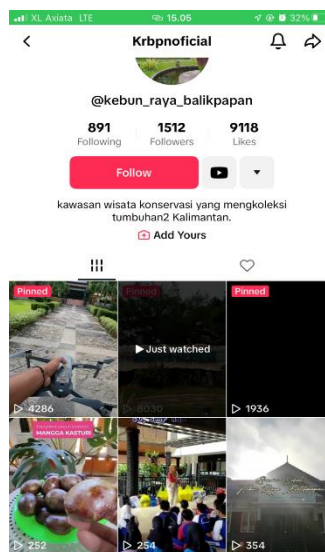 XL Axiata LTE 15.05 32%
Krbpnoficial
@kebun_raya_balikpapan
891 1512 9118
Following Followers Likes
Follow
kawasan wisata konservasi yang mengkoleksi
tumbuhan2 Kalimantan.
Add Yours
Pinned Pinned Pinned
Just watched
4286 6030 1936
MANGGA KASTURI
252 254 354